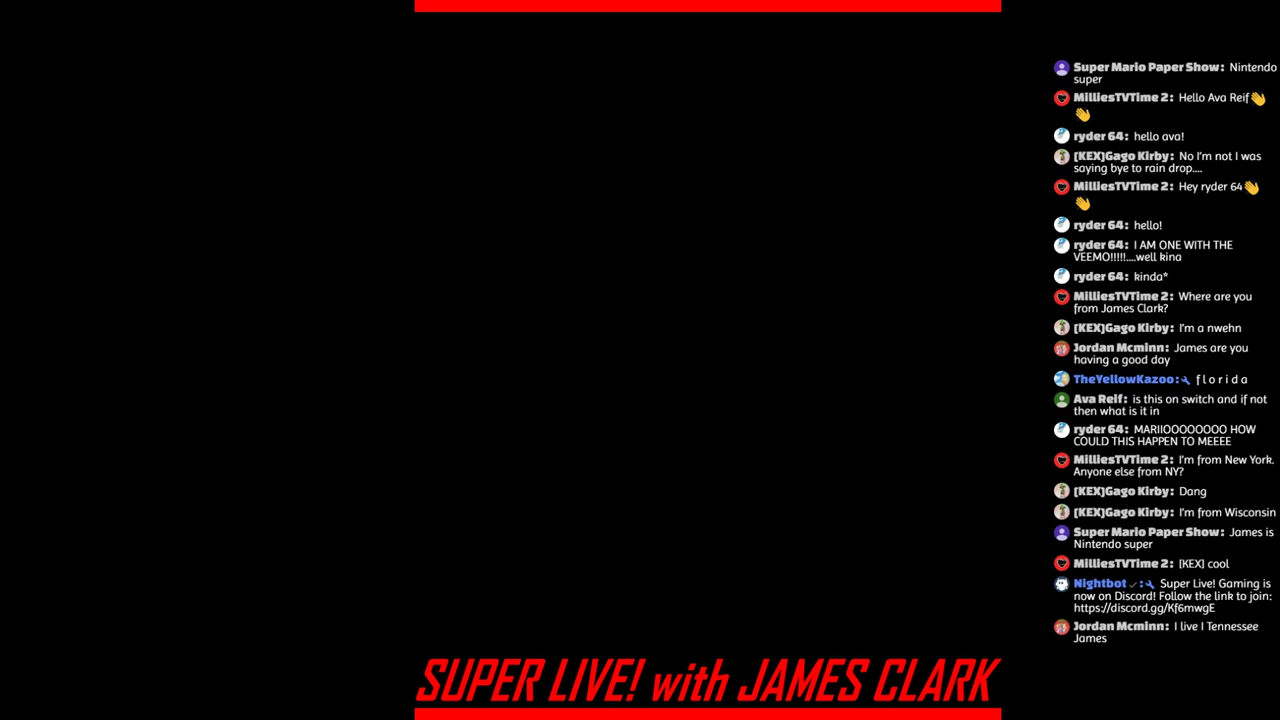 Super Mario Paper Show: Nintendo
super
MilliesTVTime 2: Hello Ava Reif👋
👋
ryder 64: hello ava!
[KEX]Gago Kirby: No I'm not I was
saying bye to rain drop....
MilliesTVTime 2: Hey ryder 64👋
👋
ryder 64: hello!
ryder 64: I AM ONE WITH THE
VEEMO!!!!!....well kina
ryder 64: kinda*
MilliesTVTime 2: Where are you
from James Clark?
[KEX]Gago Kirby: I'm a nwehn
Jordan Mcminn: James are you
having a good day
TheYellowKazoo: f l o r i d a
Ava Reif: is this on switch and if not
then what is it in
ryder 64: MARIIOOOOOOOO HOW
COULD THIS HAPPEN TO MEEEE
MilliesTVTime 2: I'm from New York.
Anyone else from NY?
[KEX]Gago Kirby: Dang
[KEX]Gago Kirby: I'm from Wisconsin
Super Mario Paper Show: James is
Nintendo super
MilliesTVTime 2: [KEX] cool
Nightbot ✓: Super Live! Gaming is
now on Discord! Follow the link to join:
https://discord.gg/Kf6mwgE
Jordan Mcminn: I live I Tennessee
James
SUPER LIVE! with JAMES CLARK